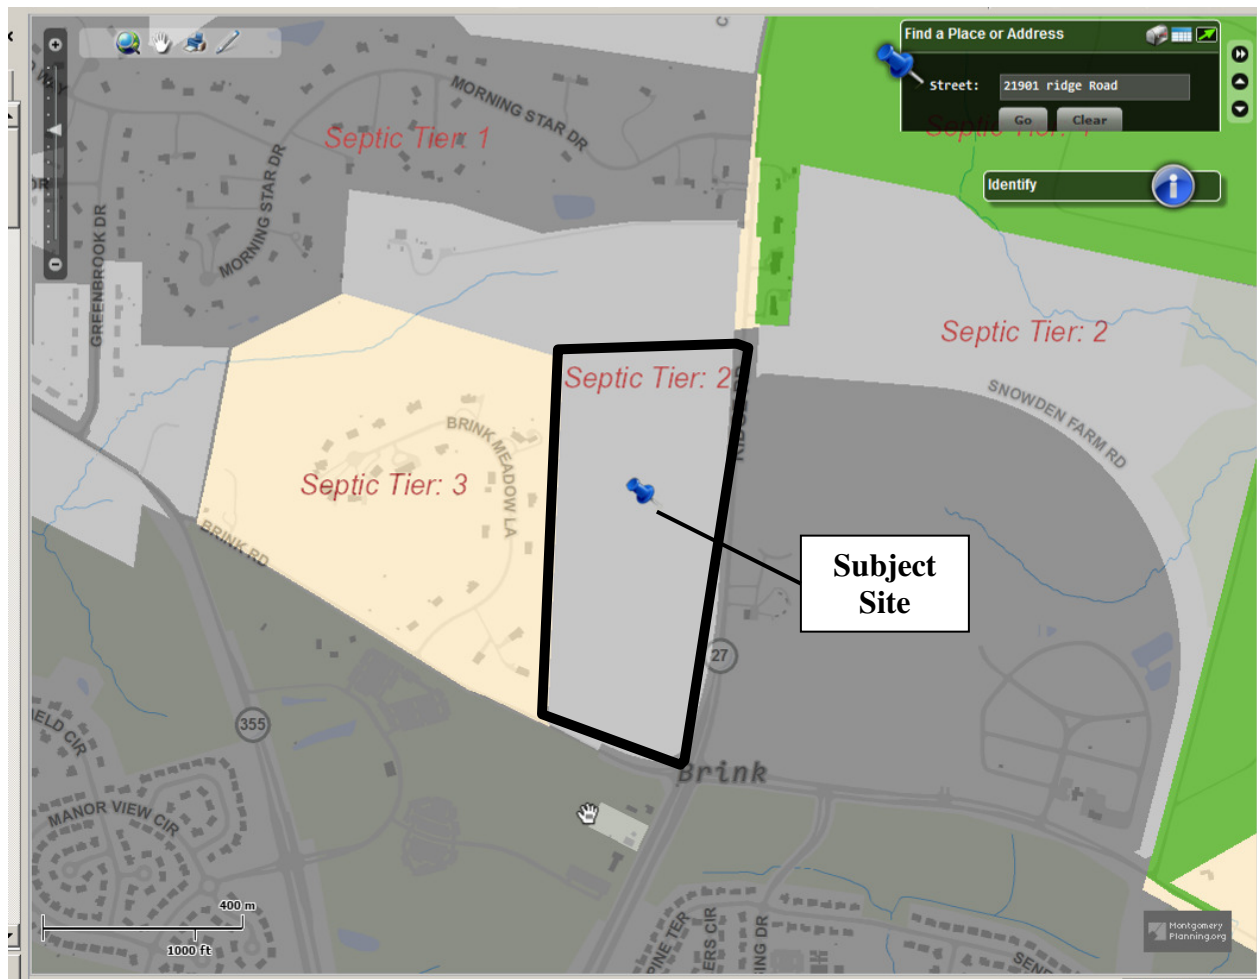 Find a Place or Address
Street: 21901 ridge Road
Go Clear
Identify
MORNING STAR DR
Septic Tier: 1
MORNING STAR DR
GREENBROOK DR
Septic Tier: 2
Septic Tier: 2
SNOWDEN FARM RD
BRINK MEADOW LA
Septic Tier: 3
BRINK RD
Subject
Site
27
355
Brink
MANOR VIEW CIR
400 m
1000 ft
PINE TER
Montgomery
Planning.org